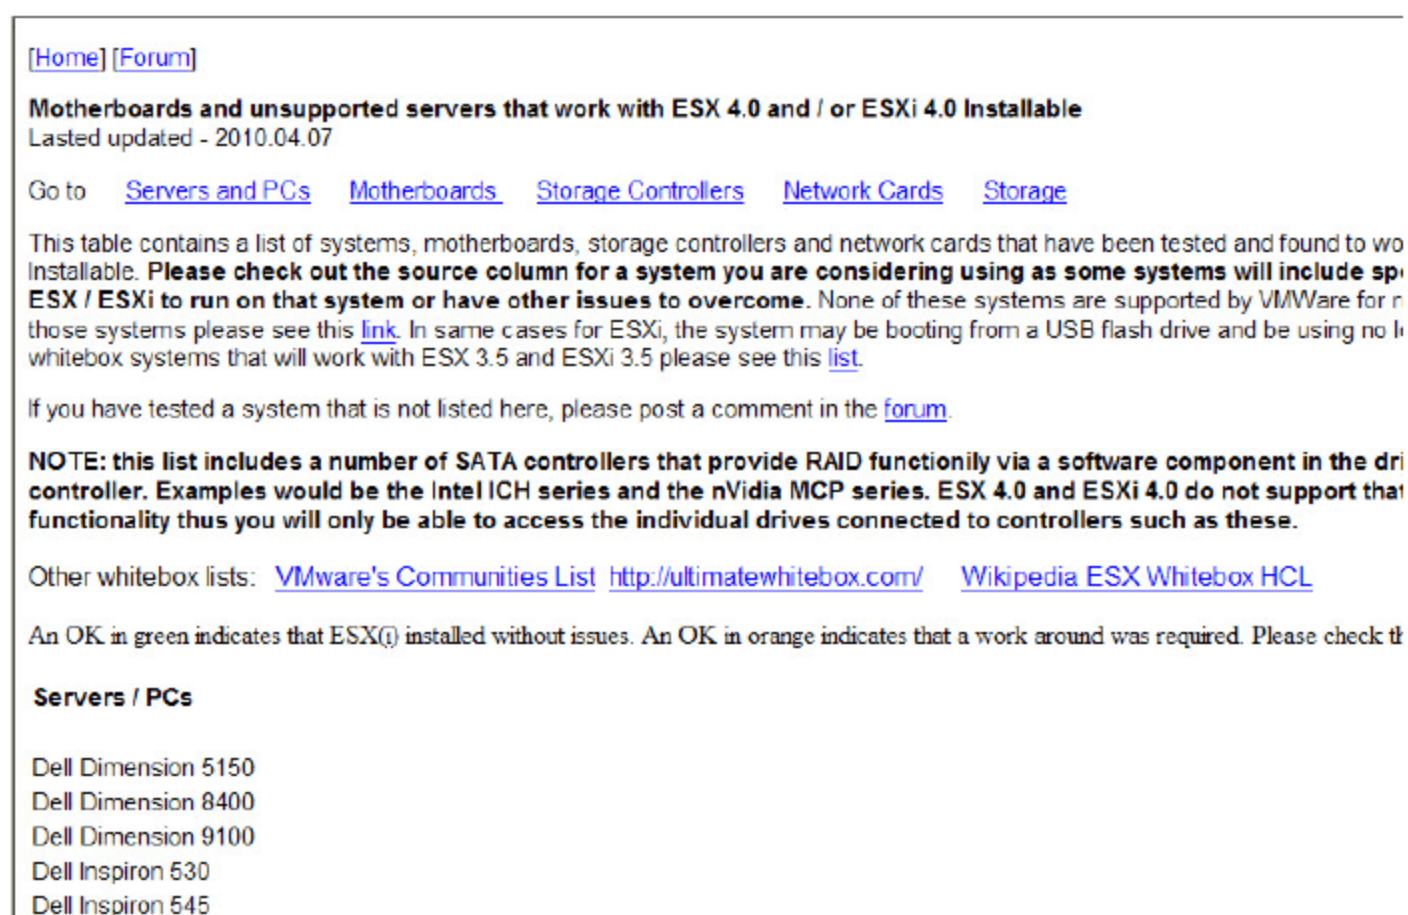 [Home] [Forum]
Motherboards and unsupported servers that work with ESX 4.0 and / or ESXi 4.0 Installable
Lasted updated - 2010.04.07
Go to Servers and PCs Motherboards Storage Controllers Network Cards Storage
This table contains a list of systems, motherboards, storage controllers and network cards that have been tested and found to wo
Installable. Please check out the source column for a system you are considering using as some systems will include sp
ESX / ESXi to run on that system or have other issues to overcome. None of these systems are supported by VMWare for
those systems please see this link. In same cases for ESXi, the system may be booting from a USB flash drive and be using no
whitebox systems that will work with ESX 3.5 and ESXi 3.5 please see this list.
If you have tested a system that is not listed here, please post a comment in the forum.
NOTE: this list includes a number of SATA controllers that provide RAID functionily via a software component in the dri
controller. Examples would be the Intel ICH series and the nVidia MCP series. ESX 4.0 and ESXi 4.0 do not support that
functionality thus you will only be able to access the individual drives connected to controllers such as these.
Other whitebox lists: VMware's Communities List http://ultimatewhitebox.com/ Wikipedia ESX Whitebox HCL
An OK in green indicates that ESX(i) installed without issues. An OK in orange indicates that a work around was required. Please check th
Servers / PCs
Dell Dimension 5150
Dell Dimension 8400
Dell Dimension 9100
Dell Inspiron 530
Dell Inspiron 545